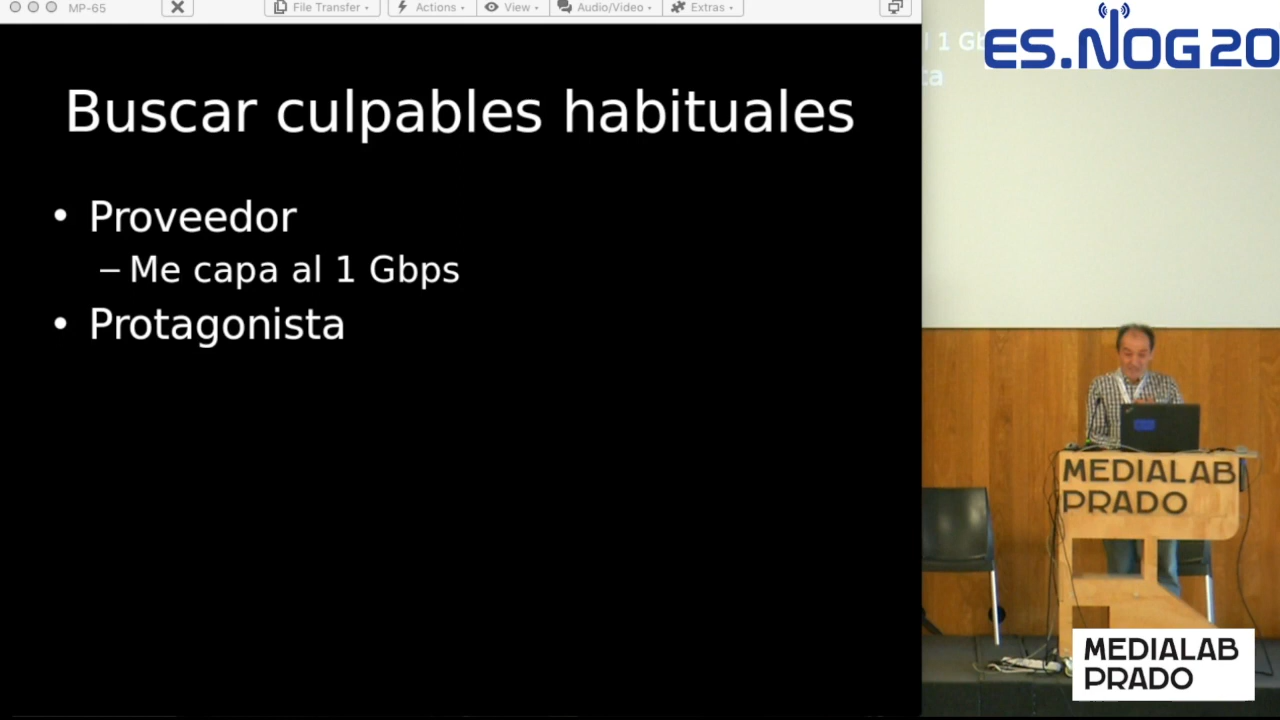 MP-65
File Transfer
Actions
View
Audio/Video
Extras
Buscar culpables habituales
• Proveedor
– Me capa al 1 Gbps
• Protagonista
ES.NOG 20
MEDIALAB
PRADO
MEDIALAB
PRADO